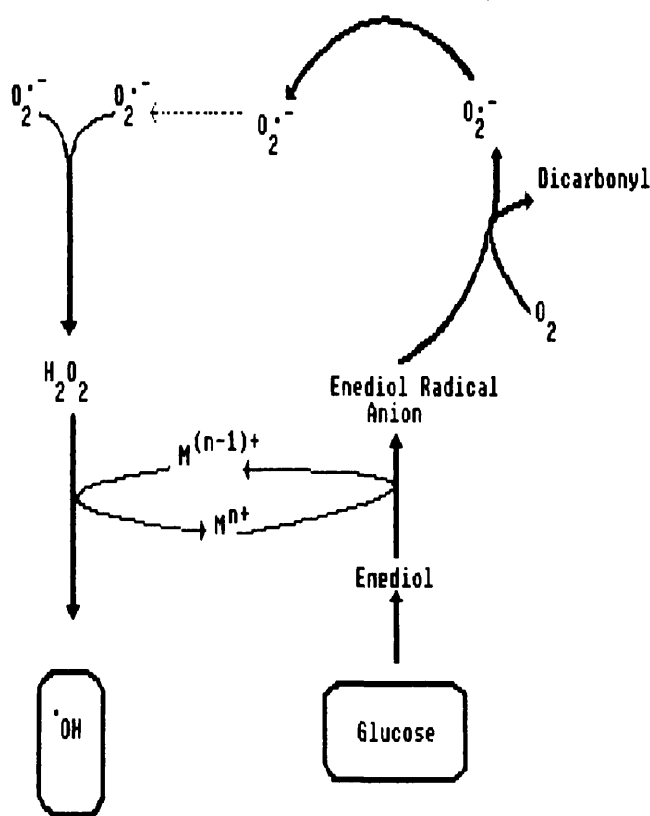 O₂·⁻ O₂·⁻ O₂·⁻ O₂·⁻
Dicarbonyl
O₂
H₂O₂
Enediol Radical
Anion
M⁽ⁿ⁻¹⁾⁺
Mⁿ⁺
Enediol
·OH
Glucose